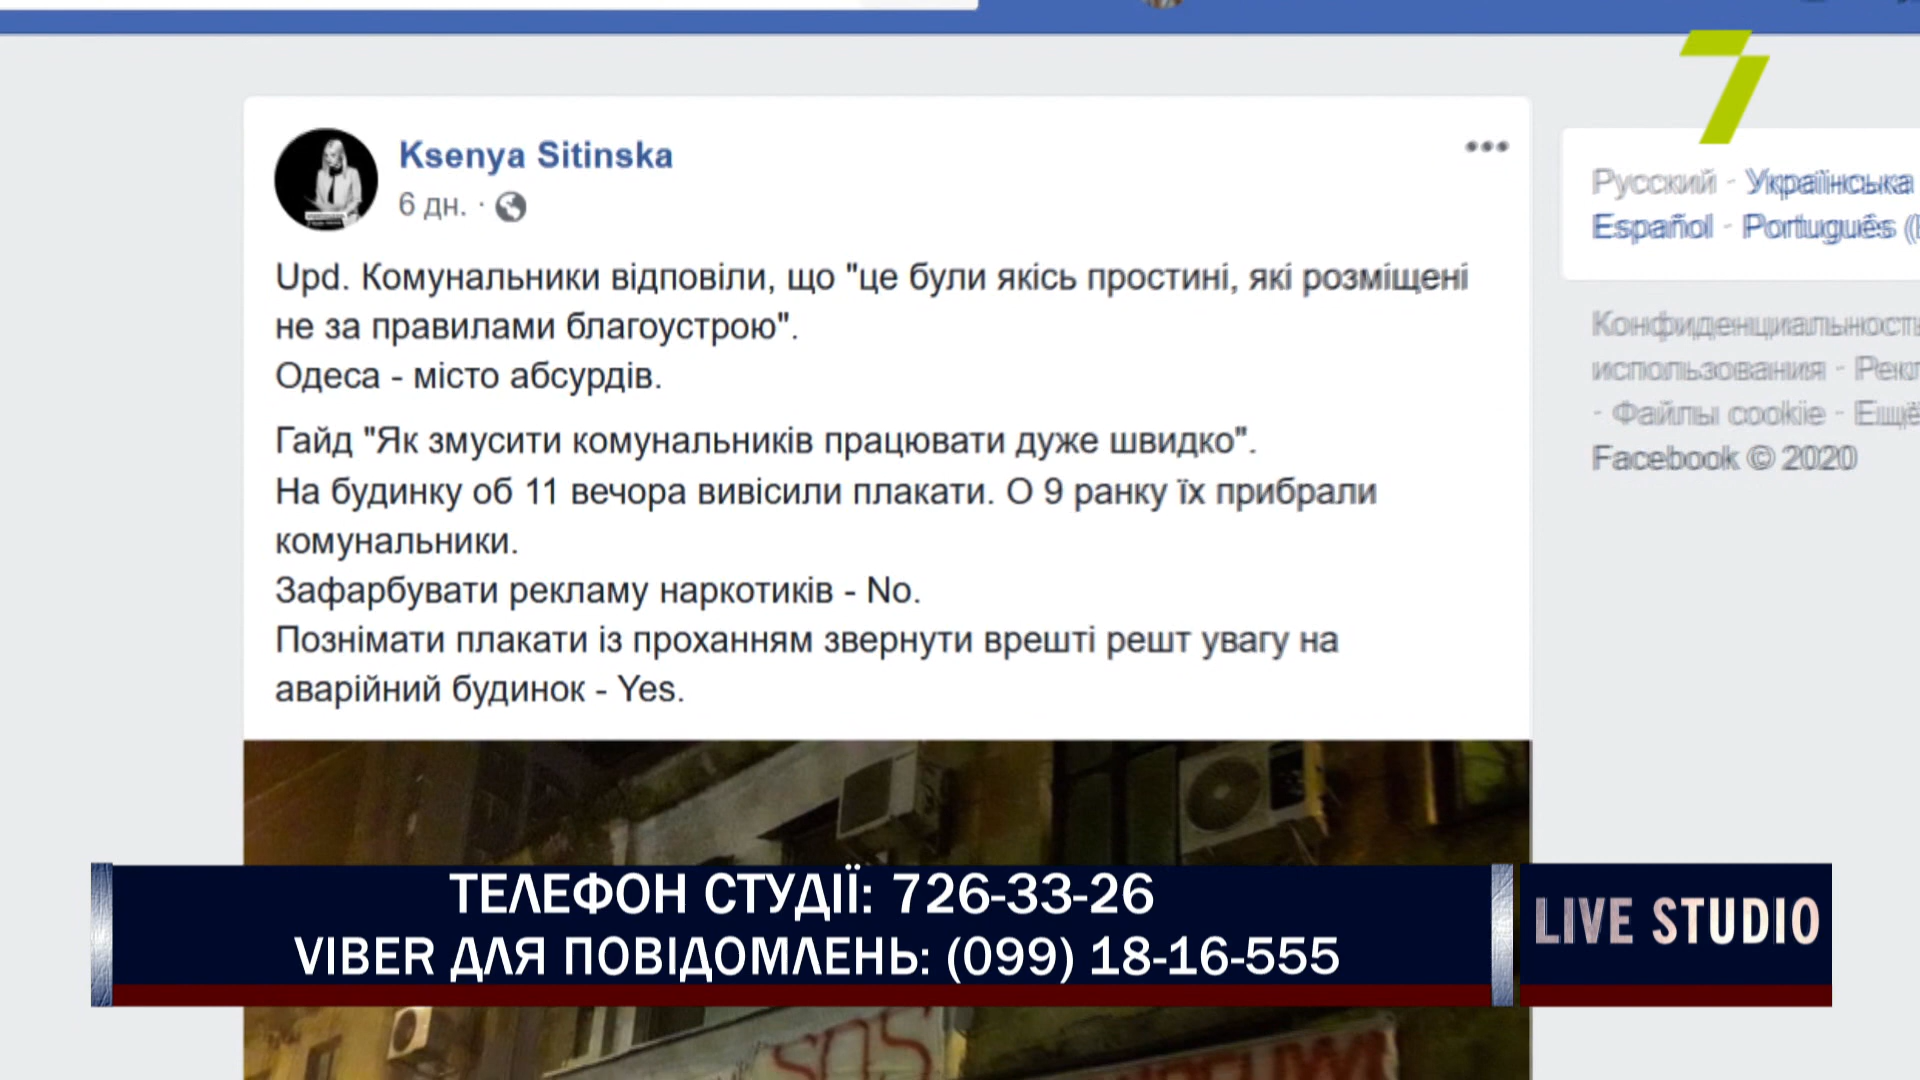 7
Ksenya Sitinska
6 дн. ·
Upd. Комунальники відповіли, що "це були якісь простині, які розміщені
не за правилами благоустрою".
Одеса - місто абсурдів.
Гайд "Як змусити комунальників працювати дуже швидко".
На будинку об 11 вечора вивісили плакати. О 9 ранку їх прибрали
комунальники.
Зафарбувати рекламу наркотиків - No.
Познімати плакати із проханням звернути врешті решт увагу на
аварійний будинок - Yes.
Русский · Українська
Español · Português
Конфиденциальность
использования ·
· Файлы cookie · Ещё
Facebook © 2020
ТЕЛЕФОН СТУДІЇ: 726-33-26
VIBER ДЛЯ ПОВІДОМЛЕНЬ: (099) 18-16-555
LIVE STUDIO
SOS